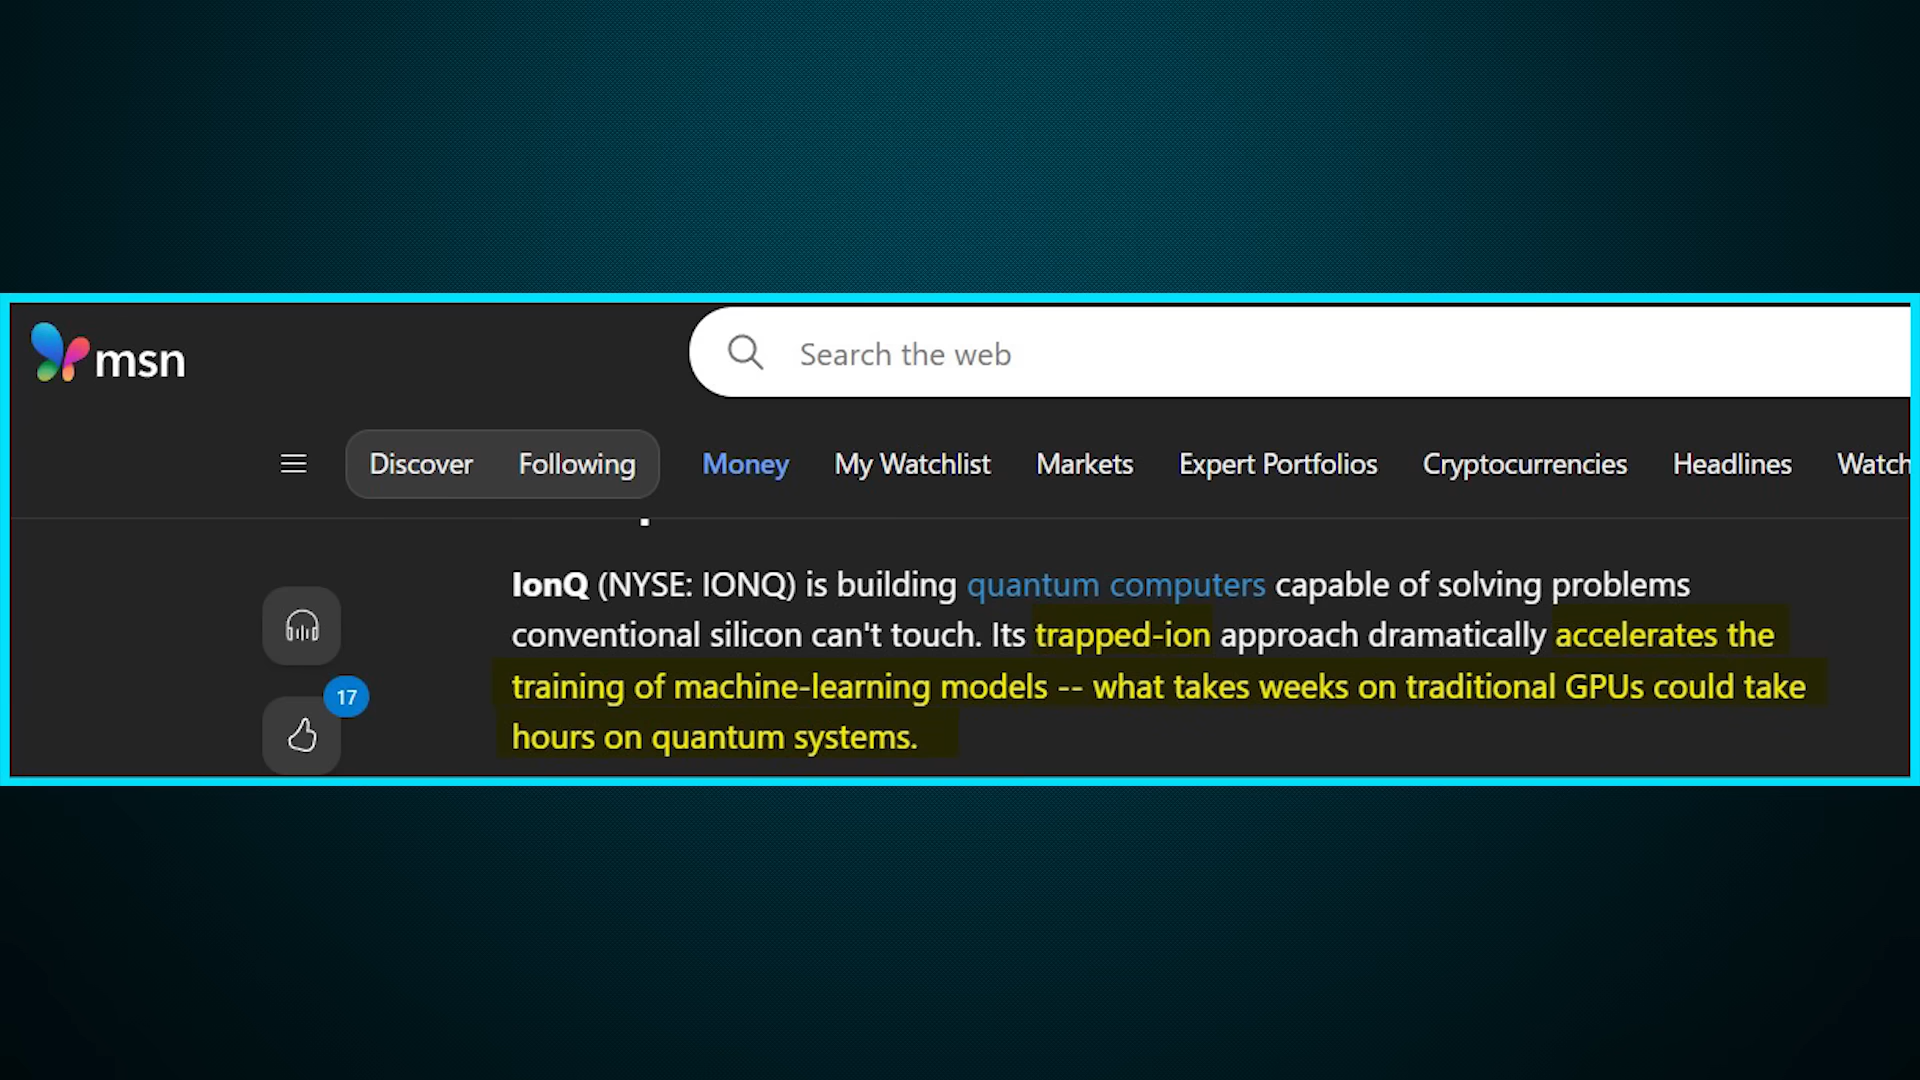 msn
Search the web
Discover Following Money My Watchlist Markets Expert Portfolios Cryptocurrencies Headlines Watch
IonQ (NYSE: IONQ) is building quantum computers capable of solving problems
conventional silicon can't touch. Its trapped-ion approach dramatically accelerates the
training of machine-learning models -- what takes weeks on traditional GPUs could take
hours on quantum systems.
17